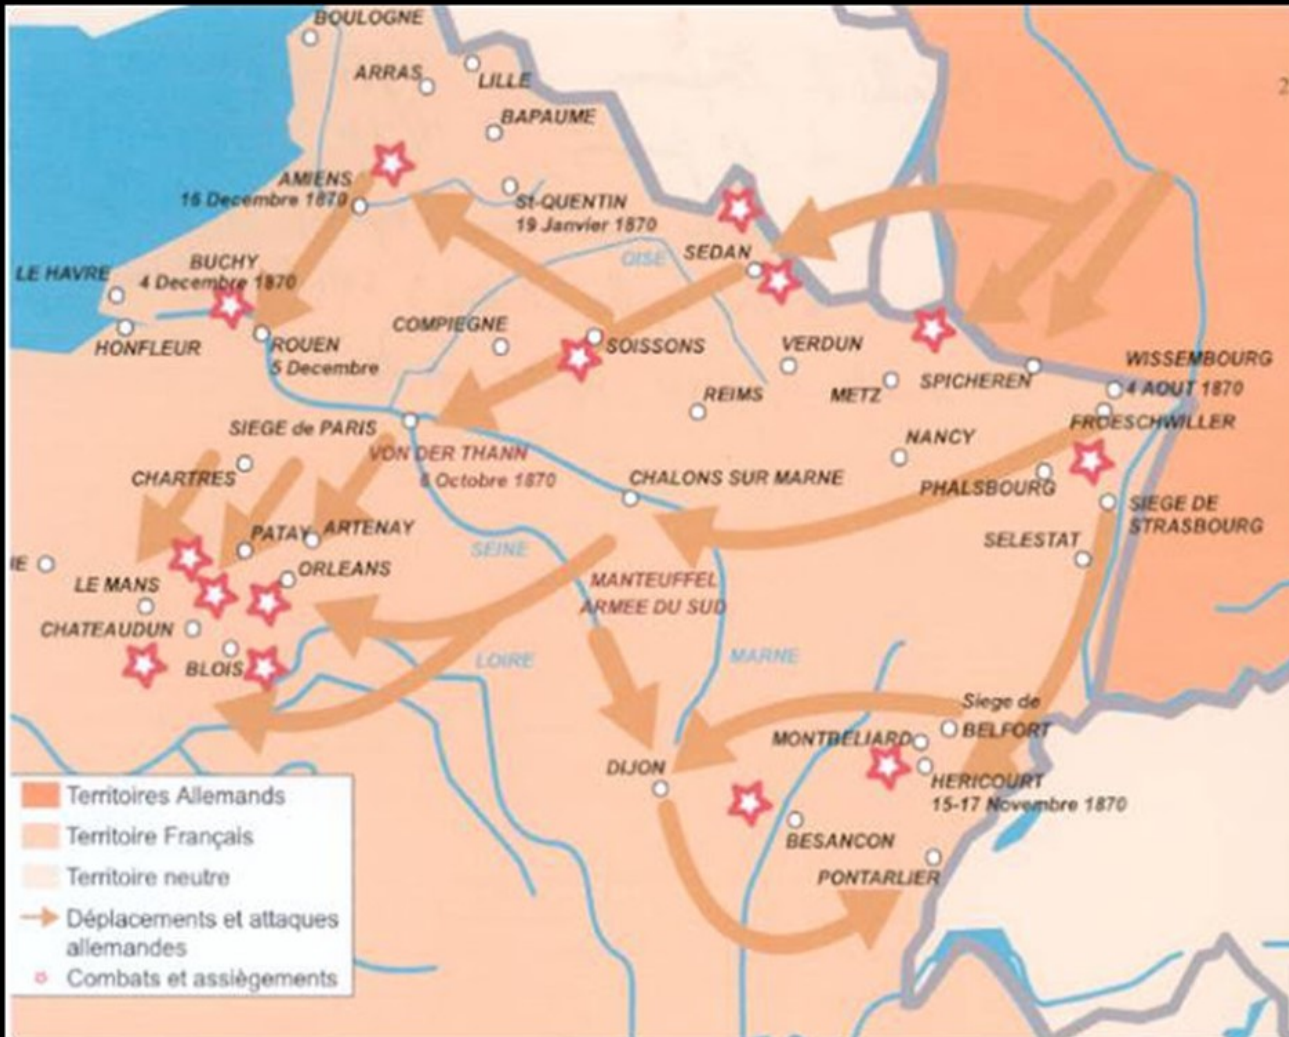 BOULOGNE
ARRAS
LILLE
2
BAPAUME
AMIENS
16 Decembre 1870
St-QUENTIN
19 Janvier 1870
OISE
SEDAN
LE HAVRE
BUCHY
4 Decembre 1870
HONFLEUR
ROUEN
5 Decembre
COMPIEGNE
SOISSONS
VERDUN
REIMS
METZ
SPICHEREN
WISSEMBOURG
4 AOUT 1870
FROESCHWILLER
SIEGE de PARIS
VON DER THANN
6 Octobre 1870
CHARTRES
CHALONS SUR MARNE
NANCY
PHALSBOURG
SIEGE DE
STRASBOURG
PATAY
ARTENAY
SEINE
SELESTAT
IE
LE MANS
ORLEANS
MANTEUFFEL
ARMEE DU SUD
CHATEAUDUN
BLOIS
LOIRE
MARNE
Siege de
BELFORT
MONTBELIARD
DIJON
HERICOURT
15-17 Novembre 1870
BESANCON
PONTARLIER
Territoires Allemands
Territoire Français
Territoire neutre
Déplacements et attaques
allemandes
Combats et assiègements